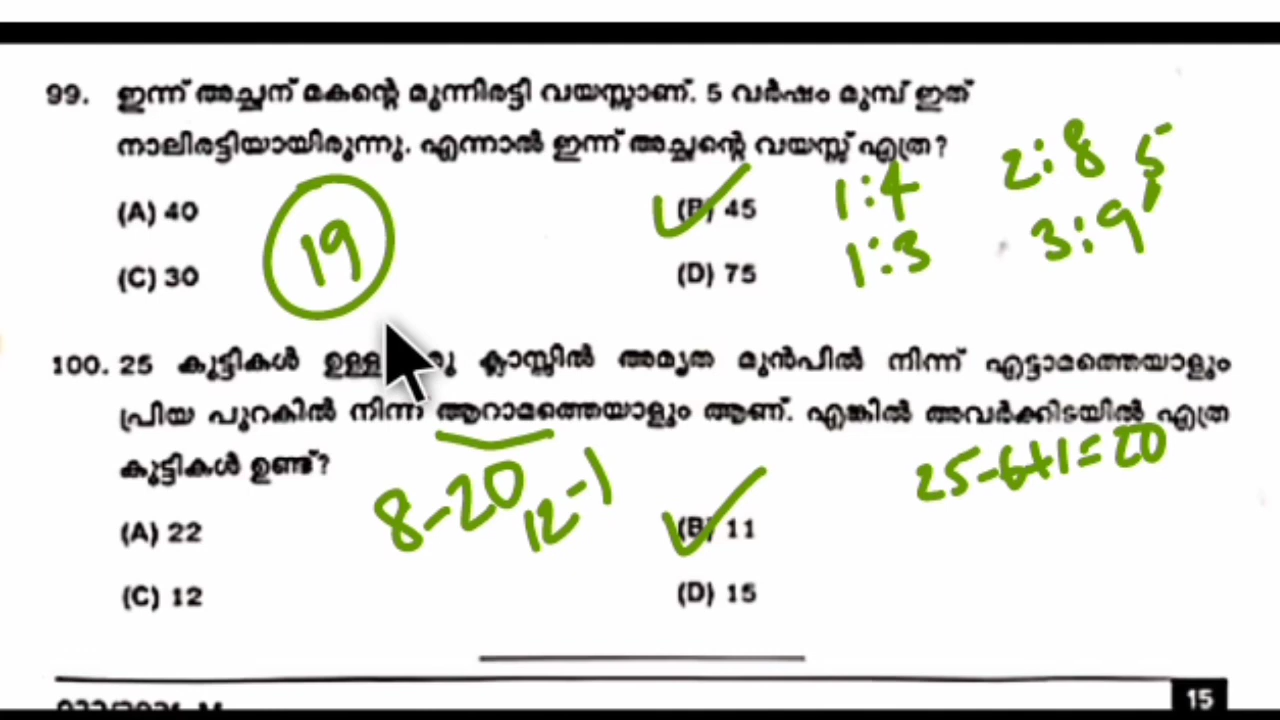 99. ഇന്ന് അച്ഛന് മകന്റെ മൂന്നിരട്ടി വയസ്സാണ്. 5 വർഷം മുമ്പ് ഇത്
നാലിരട്ടിയായിരുന്നു. എന്നാൽ ഇന്ന് അച്ഛന്റെ വയസ്സ് എത്ര?
2:8 5
(A) 40 (B) 45 1:4
19 3:9
(C) 30 (D) 75 1:3
100. 25 കുട്ടികൾ ക്ലാസ്സിൽ അമൃത മുൻപിൽ നിന്ന് എട്ടാമത്തെയാളും
പ്രിയ പുറകിൽ നിന്ന് ആറാമത്തെയാളും ആണ്. എങ്കിൽ അവർക്കിടയിൽ എത്ര
കുട്ടികൾ ഉണ്ട്? 25-6+1=20
8-20 12-1
(A) 22 (B) 11
(C) 12 (D) 15
15